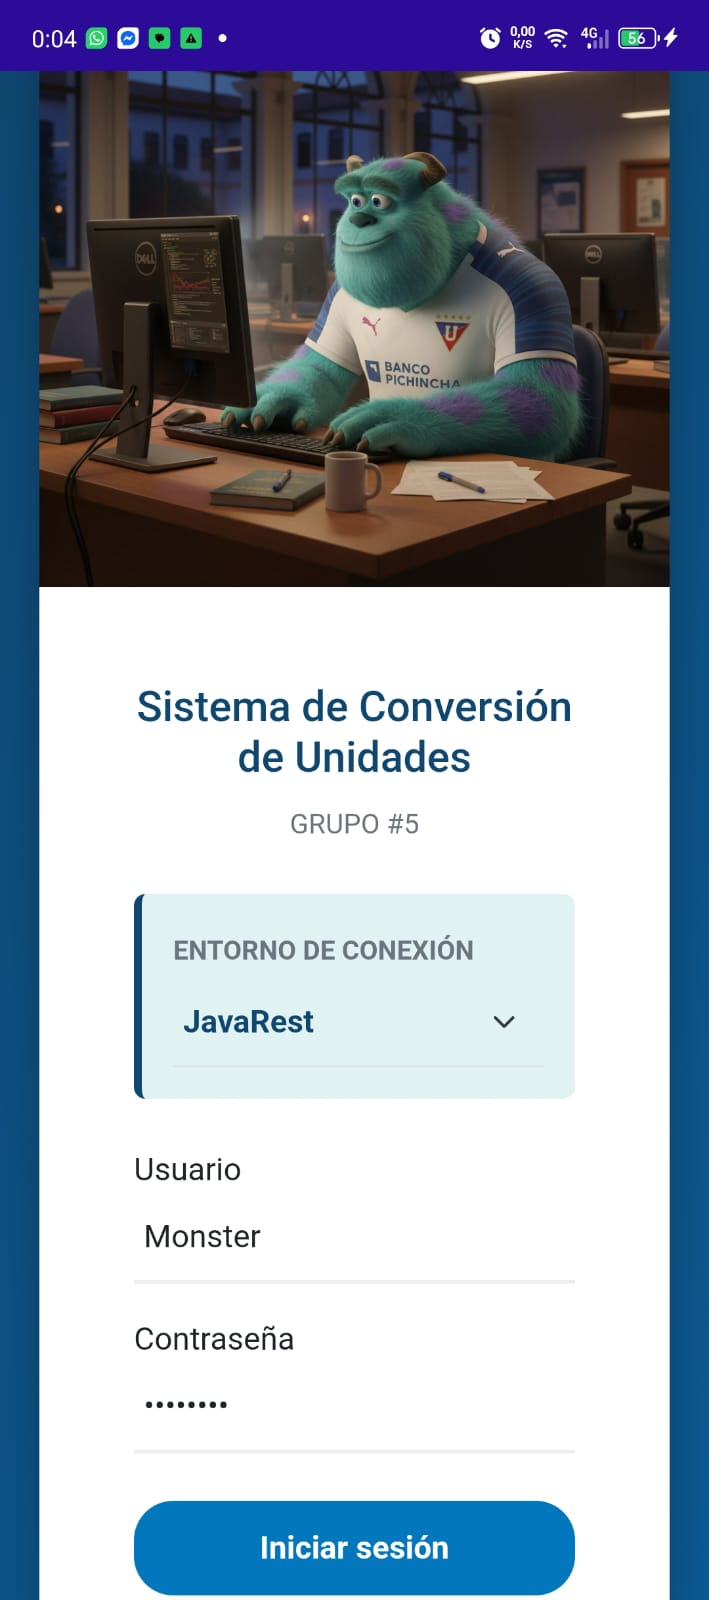 0:04
0,00
K/S
4G
56
DELL
DELL
U
BANCO
PICHINCHA
Sistema de Conversión
de Unidades
GRUPO #5
ENTORNO DE CONEXIÓN
JavaRest
Usuario
Monster
Contraseña
••••••••
Iniciar sesión